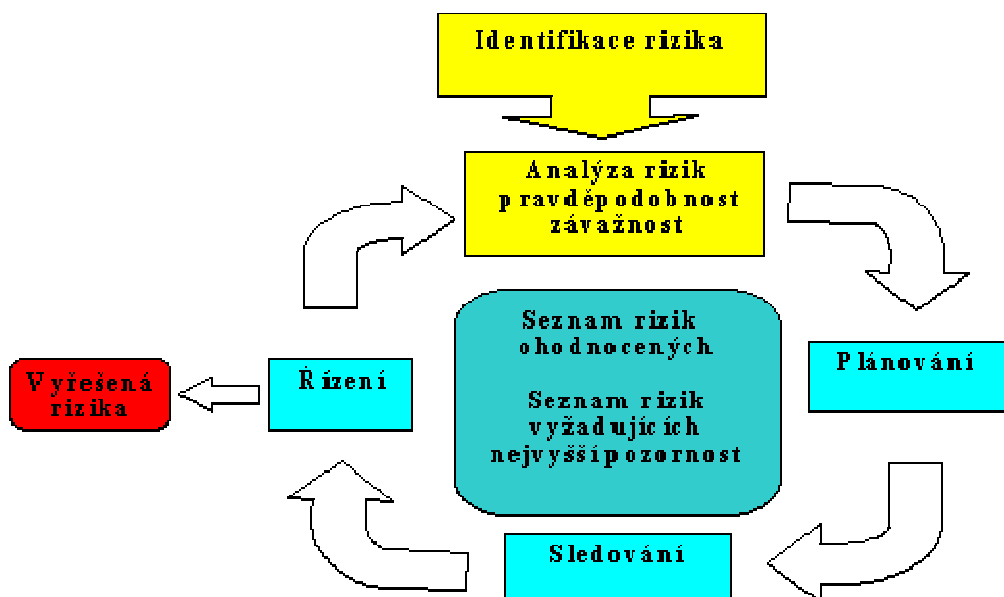 Identifikace rizika
Analýza rizik
pravděpodobnost
závažnost
Seznam rizik
ohodnocených
Seznam rizik
vyžadujících
nejvyššípozornost
Plánování
Sledování
Řízení
Vyřešená
rizika